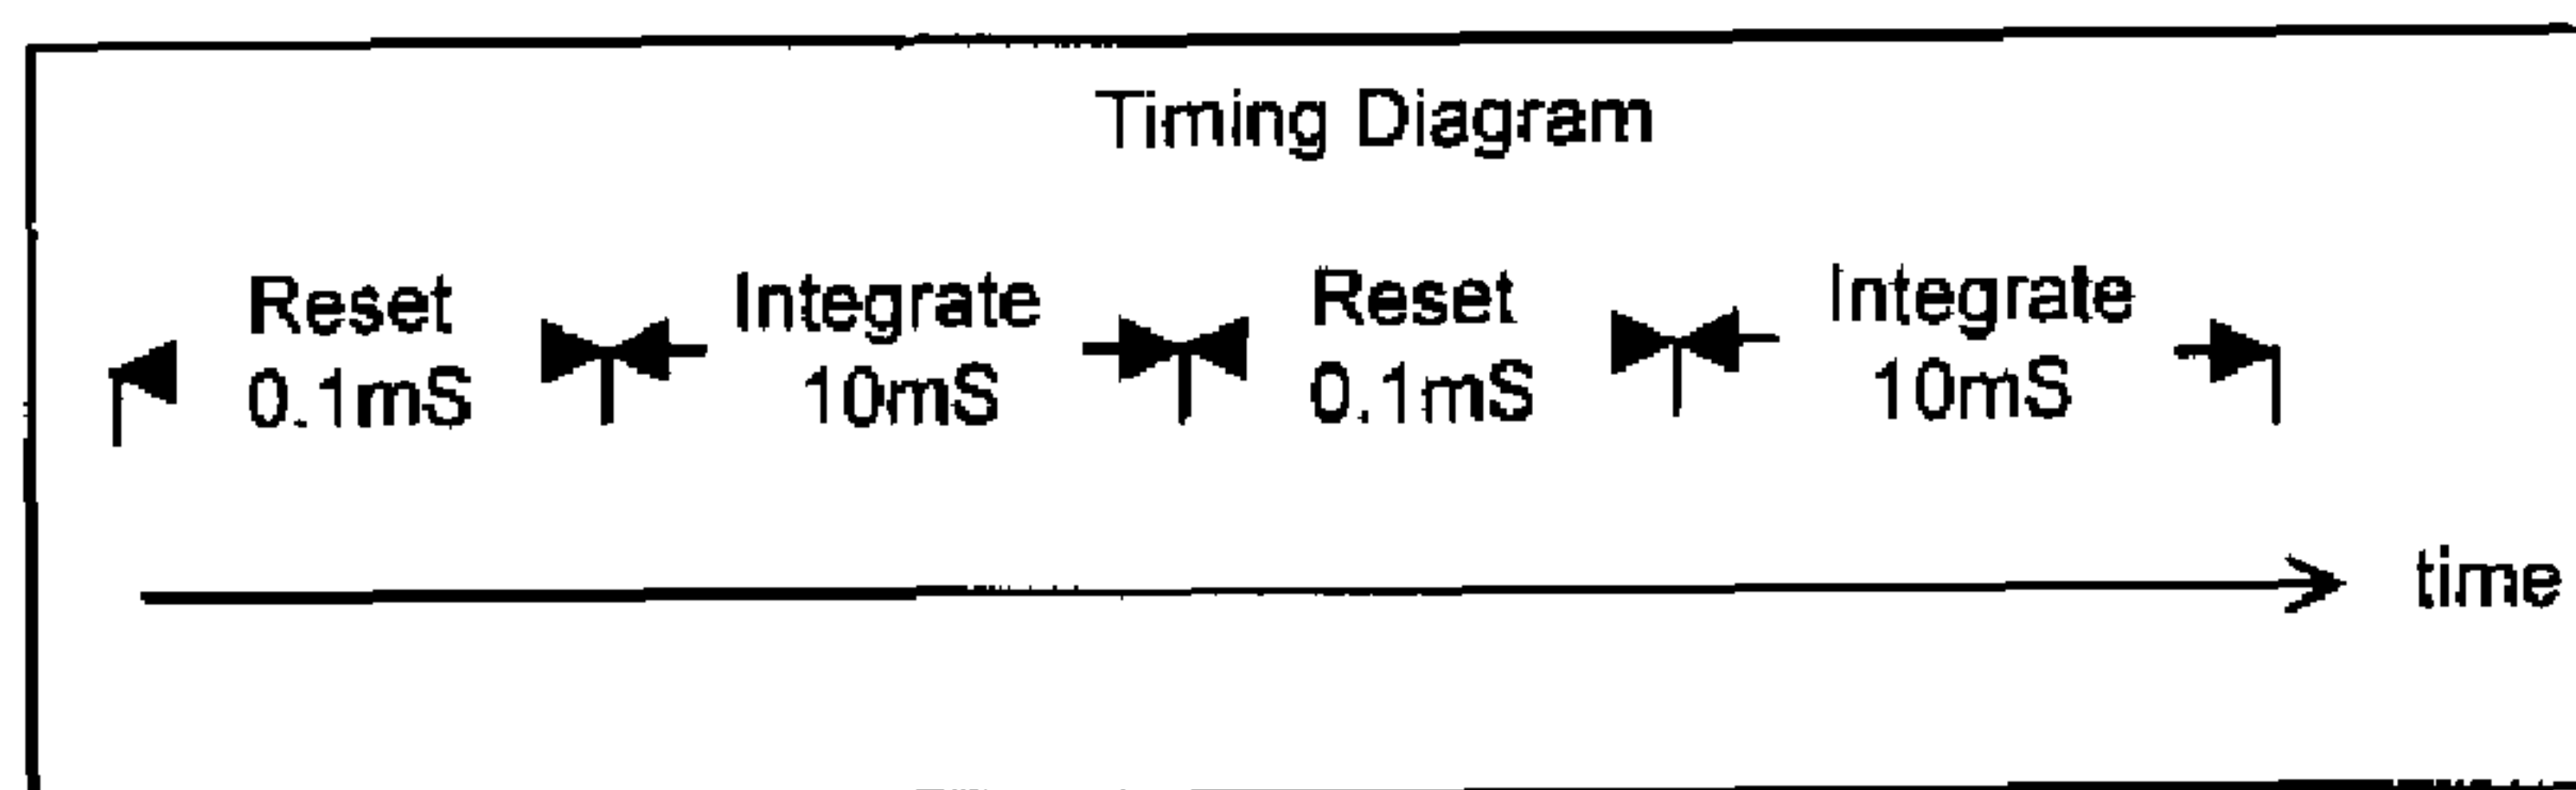 Timing Diagram
Reset Integrate Reset Integrate
0.1mS 10mS 0.1mS 10mS
time